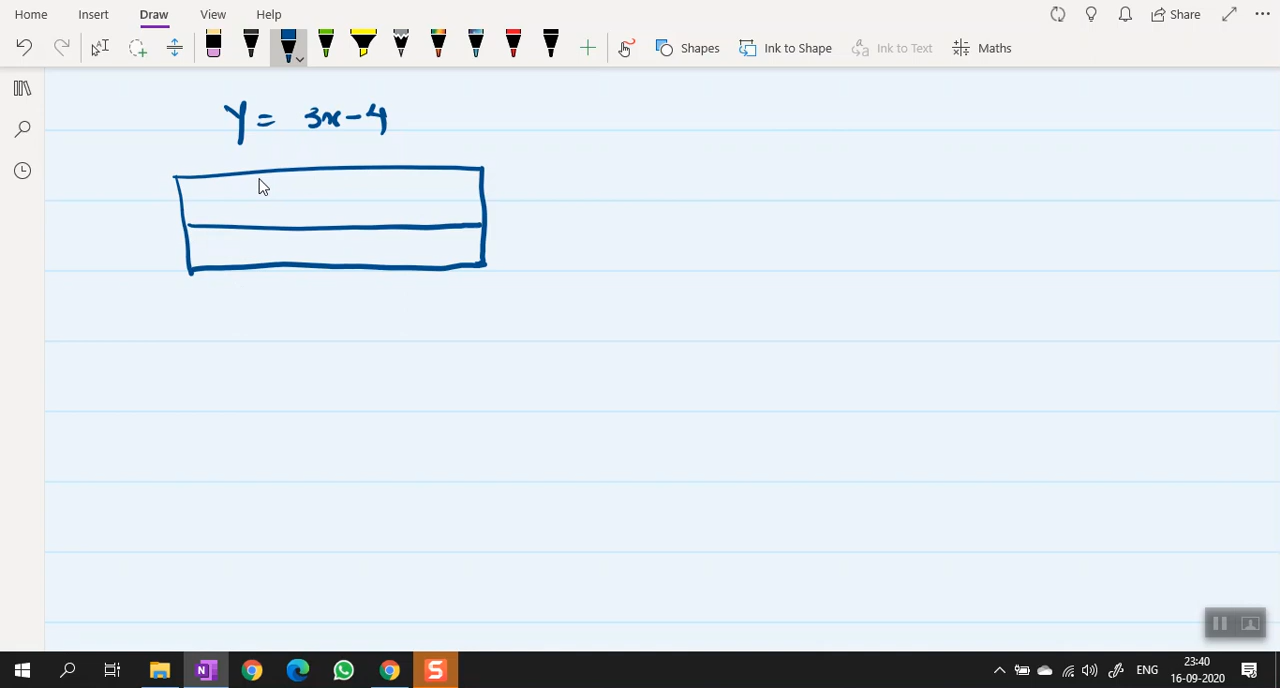 Home Insert Draw View Help Share
Shapes Ink to Shape Ink to Text Maths
y = 3x - 4
ENG 23:40
16-09-2020